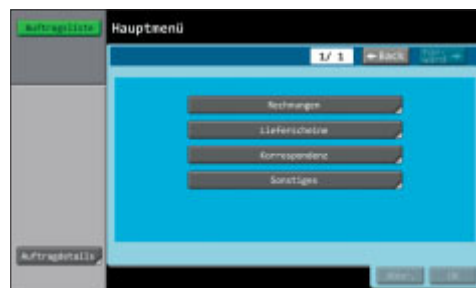 Auftragsliste
Hauptmenü
1/ 1
←Back
Rechnungen
Lieferscheine
Korrespondenz
Sonstiges
Auftragdetails
OK